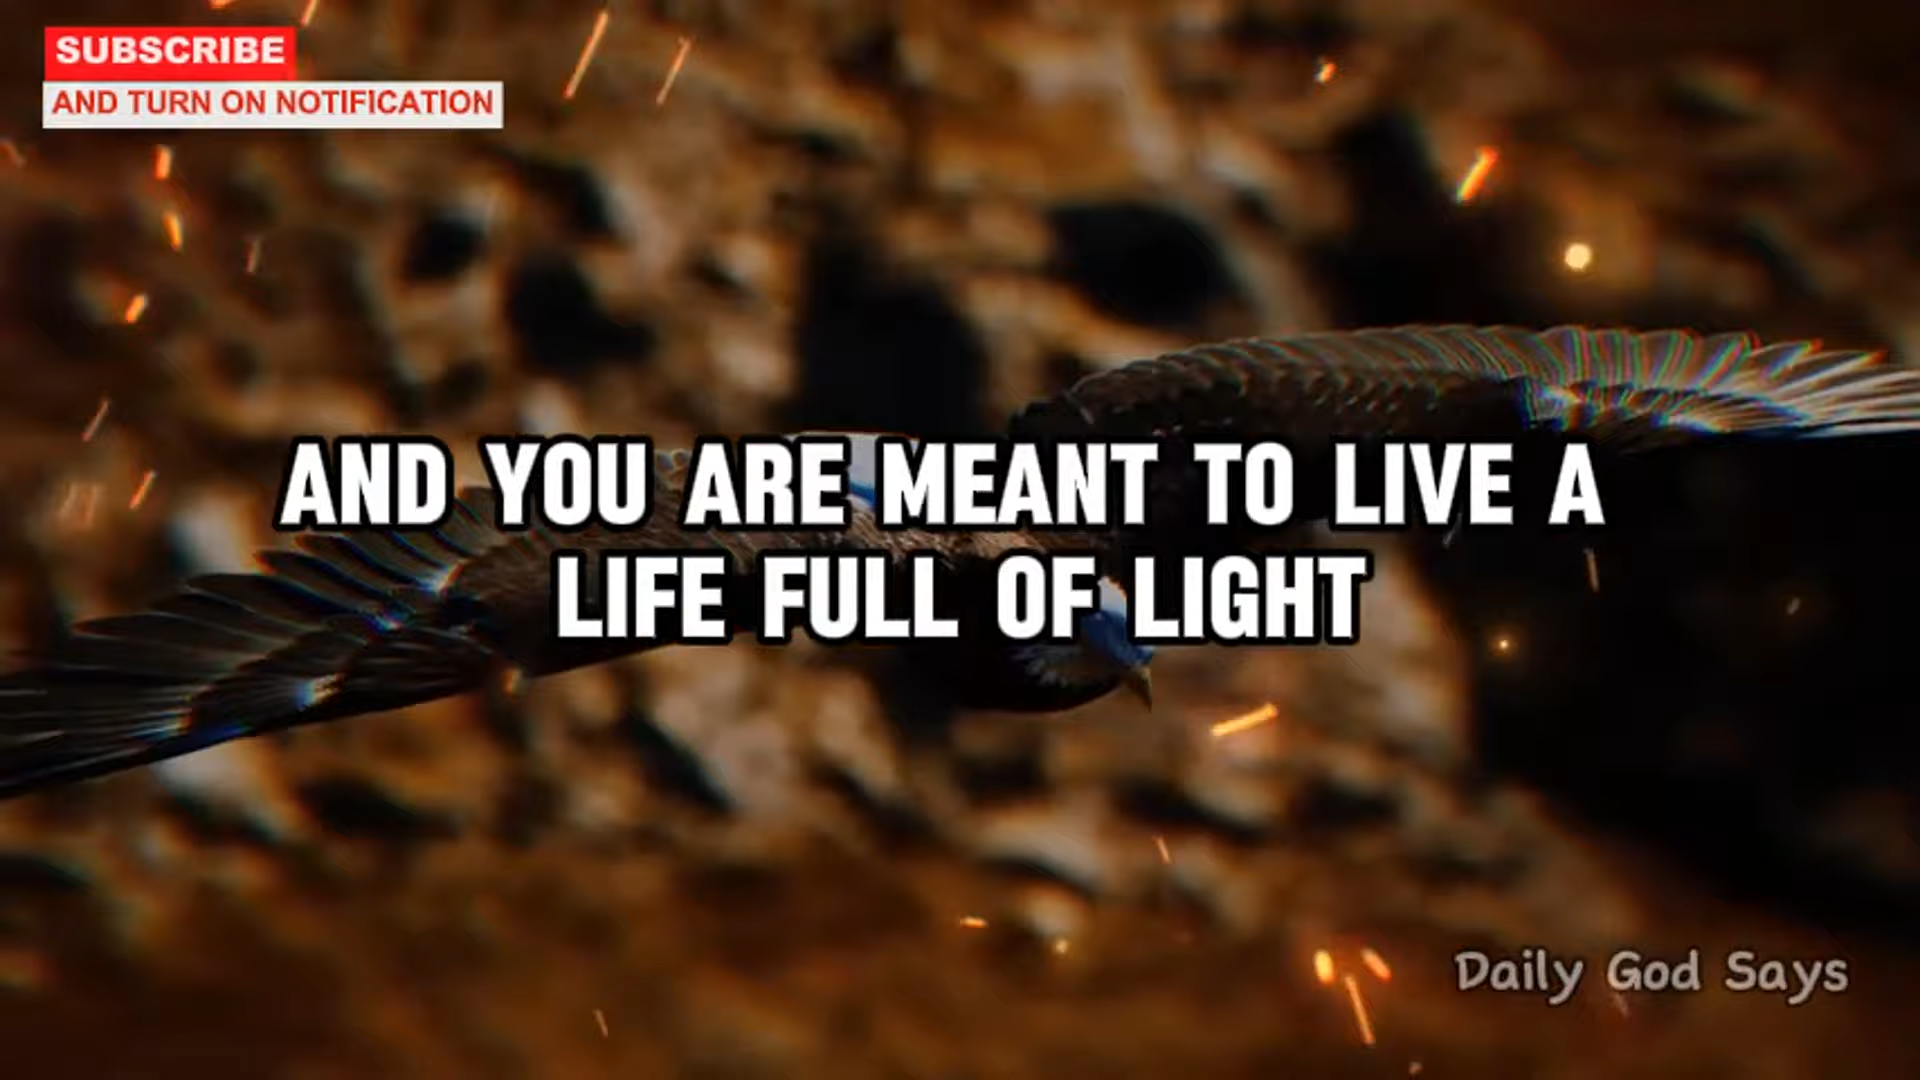 SUBSCRIBE
AND TURN ON NOTIFICATION
AND YOU ARE MEANT TO LIVE A
LIFE FULL OF LIGHT
Daily God Says